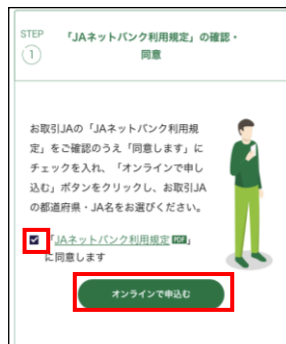 STEP
1
「JAネットバンク利用規定」の確認・
同意
お取引JAの「JAネットバンク利用規
定」をご確認のうえ「同意します」に
チェックを入れ、「オンラインで申し
込む」ボタンをクリックし、お取引JA
の都道府県・JA名をお選びください。
「JAネットバンク利用規定 PDF」
に同意します
オンラインで申込む